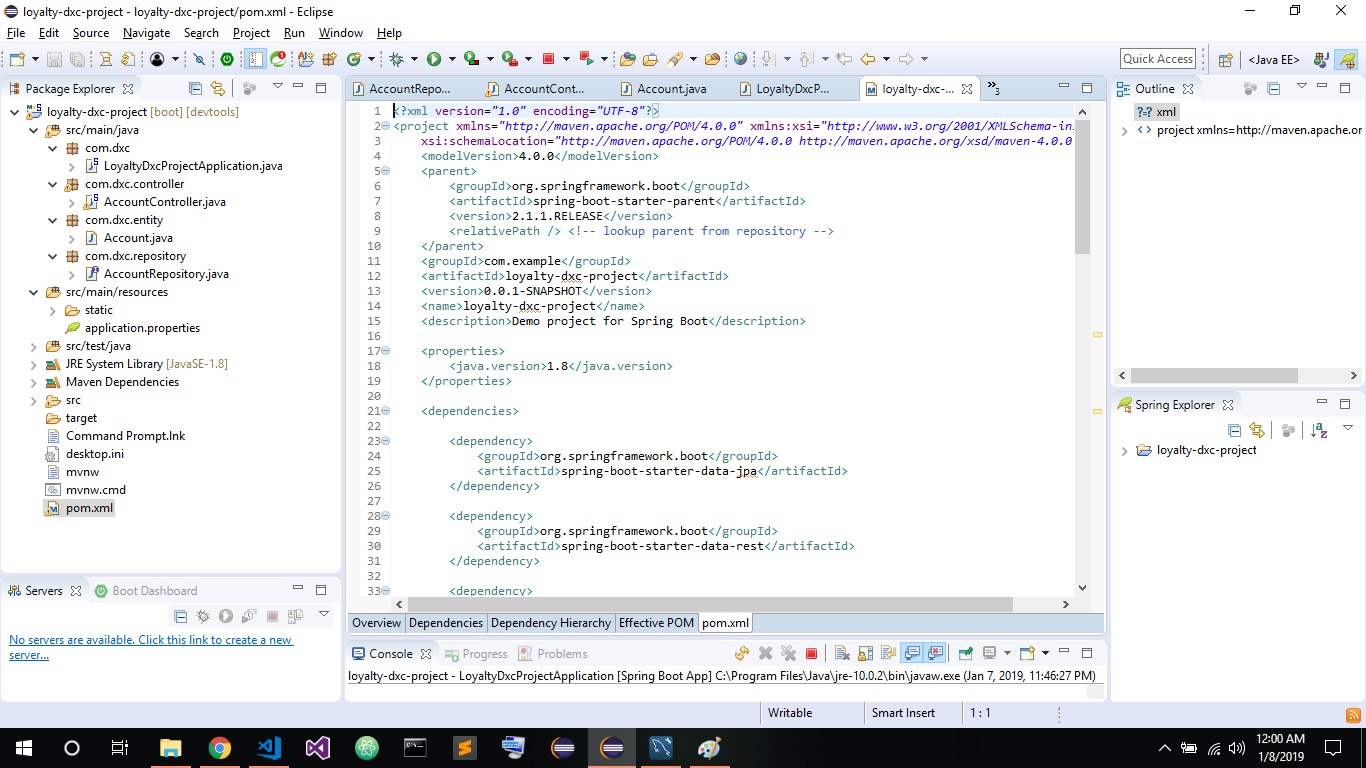 loyalty-dxc-project - loyalty-dxc-project/pom.xml - Eclipse
File Edit Source Navigate Search Project Run Window Help
Quick Access <Java EE>
Package Explorer
loyalty-dxc-project [boot] [devtools]
src/main/java
com.dxc
LoyaltyDxcProjectApplication.java
com.dxc.controller
AccountController.java
com.dxc.entity
Account.java
com.dxc.repository
AccountRepository.java
src/main/resources
static
application.properties
src/test/java
JRE System Library [JavaSE-1.8]
Maven Dependencies
src
target
Command Prompt.lnk
desktop.ini
mvnw
mvnw.cmd
pom.xml
Servers Boot Dashboard
No servers are available. Click this link to create a new
server...
AccountRepo... AccountCont... Account.java LoyaltyDxcP... loyalty-dxc-... »3
1 <?xml version="1.0" encoding="UTF-8"?>
2 <project xmlns="http://maven.apache.org/POM/4.0.0" xmlns:xsi="http://www.w3.org/2001/XMLSchema-in
3 xsi:schemaLocation="http://maven.apache.org/POM/4.0.0 http://maven.apache.org/xsd/maven-4.0.0
4 <modelVersion>4.0.0</modelVersion>
5 <parent>
6 <groupId>org.springframework.boot</groupId>
7 <artifactId>spring-boot-starter-parent</artifactId>
8 <version>2.1.1.RELEASE</version>
9 <relativePath /> <!-- lookup parent from repository -->
10 </parent>
11 <groupId>com.example</groupId>
12 <artifactId>loyalty-dxc-project</artifactId>
13 <version>0.0.1-SNAPSHOT</version>
14 <name>loyalty-dxc-project</name>
15 <description>Demo project for Spring Boot</description>
16
17 <properties>
18 <java.version>1.8</java.version>
19 </properties>
20
21 <dependencies>
22
23 <dependency>
24 <groupId>org.springframework.boot</groupId>
25 <artifactId>spring-boot-starter-data-jpa</artifactId>
26 </dependency>
27
28 <dependency>
29 <groupId>org.springframework.boot</groupId>
30 <artifactId>spring-boot-starter-data-rest</artifactId>
31 </dependency>
32
33 <dependency>
Overview Dependencies Dependency Hierarchy Effective POM pom.xml
Console Progress Problems
loyalty-dxc-project - LoyaltyDxcProjectApplication [Spring Boot App] C:\Program Files\Java\jre-10.0.2\bin\javaw.exe (Jan 7, 2019, 11:46:27 PM)
Outline
?=? xml
project xmlns=http://maven.apache.or
Spring Explorer
loyalty-dxc-project
Writable Smart Insert 1 : 1
12:00 AM
1/8/2019